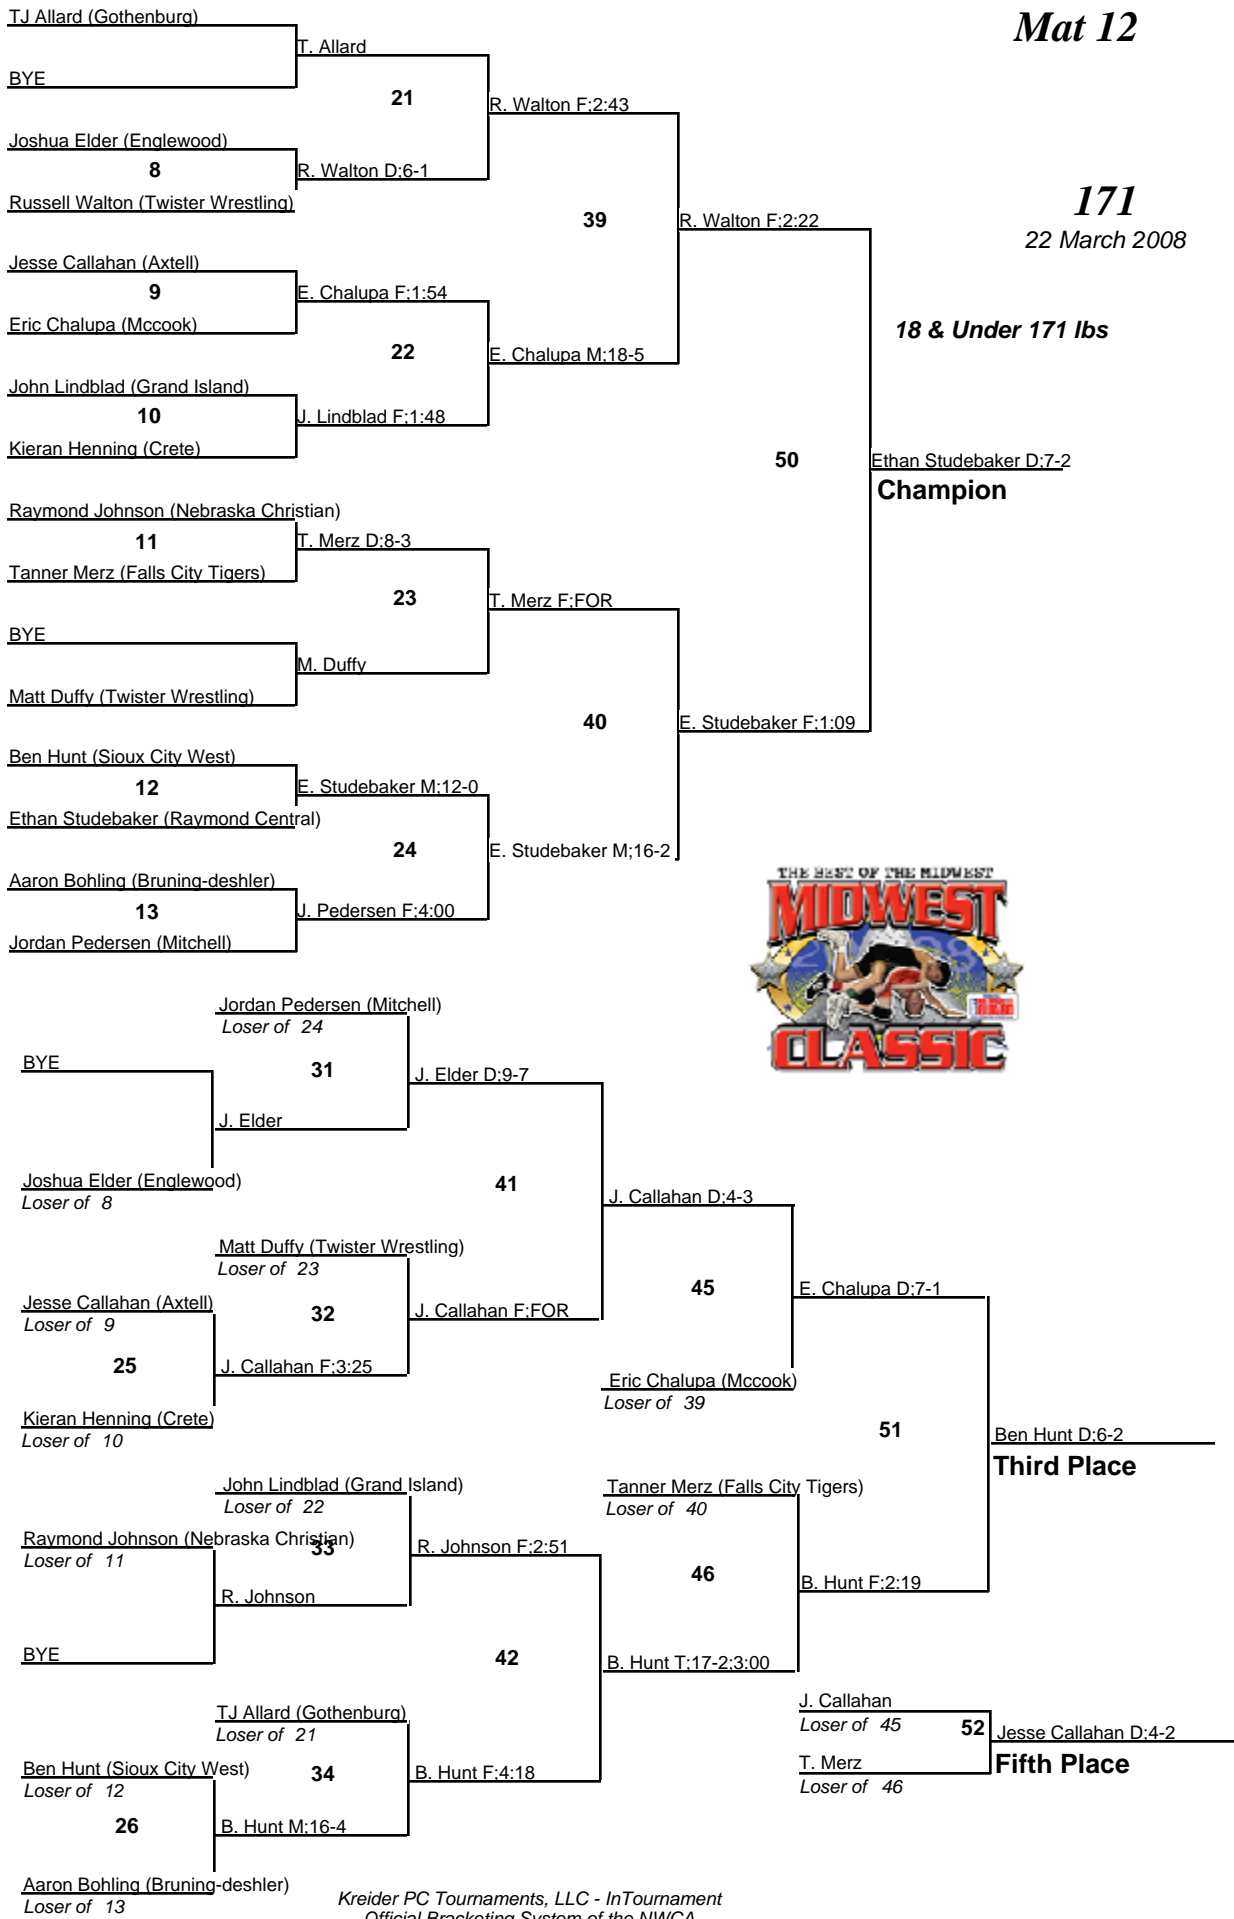 TJ Allard (Gothenburg)
Mat 12
T. Allard
BYE
21
R. Walton F;2:43
Joshua Elder (Englewood)
8
R. Walton D;6-1
Russell Walton (Twister Wrestling)
39
R. Walton F;2:22
171
22 March 2008
Jesse Callahan (Axtell)
9
E. Chalupa F;1:54
Eric Chalupa (Mccook)
22
E. Chalupa M;18-5
18 & Under 171 lbs
John Lindblad (Grand Island)
10
J. Lindblad F;1:48
Kieran Henning (Crete)
50
Ethan Studebaker D;7-2
Champion
Raymond Johnson (Nebraska Christian)
11
T. Merz D;8-3
Tanner Merz (Falls City Tigers)
23
T. Merz F;FOR
BYE
M. Duffy
Matt Duffy (Twister Wrestling)
40
E. Studebaker F;1:09
Ben Hunt (Sioux City West)
12
E. Studebaker M;12-0
Ethan Studebaker (Raymond Central)
24
E. Studebaker M;16-2
Aaron Bohling (Bruning-deshler)
13
J. Pedersen F;4:00
Jordan Pedersen (Mitchell)
THE BEST OF THE MIDWEST
MIDWEST
CLASSIC
Jordan Pedersen (Mitchell)
Loser of 24
BYE
31
J. Elder D;9-7
J. Elder
Joshua Elder (Englewood)
Loser of 8
41
J. Callahan D;4-3
Matt Duffy (Twister Wrestling)
Loser of 23
Jesse Callahan (Axtell)
Loser of 9
32
J. Callahan F;FOR
45
E. Chalupa D;7-1
25
J. Callahan F;3:25
Eric Chalupa (Mccook)
Loser of 39
Kieran Henning (Crete)
Loser of 10
51
Ben Hunt D;6-2
Third Place
John Lindblad (Grand Island)
Loser of 22
Tanner Merz (Falls City Tigers)
Loser of 40
Raymond Johnson (Nebraska Christian)
Loser of 11
33
R. Johnson F;2:51
46
B. Hunt F;2:19
R. Johnson
BYE
42
B. Hunt T;17-2;3:00
TJ Allard (Gothenburg)
Loser of 21
J. Callahan
Loser of 45
52
Jesse Callahan D;4-2
Fifth Place
T. Merz
Loser of 46
Ben Hunt (Sioux City West)
Loser of 12
34
B. Hunt F;4:18
26
B. Hunt M;16-4
Aaron Bohling (Bruning-deshler)
Loser of 13
Kreider PC Tournaments, LLC - InTournament
Official Bracketing System of the NWCA